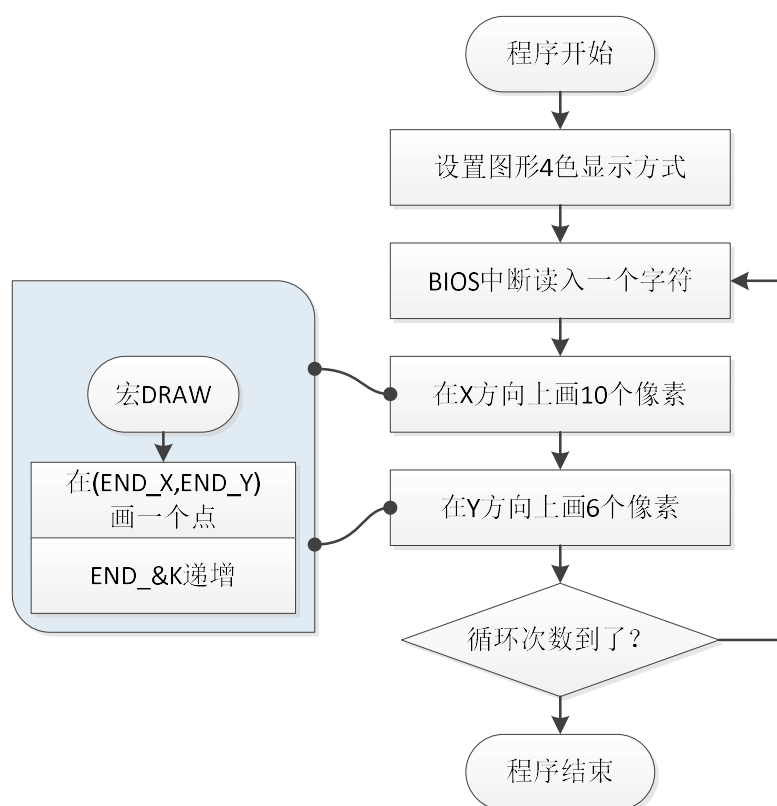 程序开始
设置图形4色显示方式
BIOS中断读入一个字符
在X方向上画10个像素
在Y方向上画6个像素
循环次数到了?
程序结束
宏DRAW
在(END_X,END_Y)
画一个点
END_&K递增